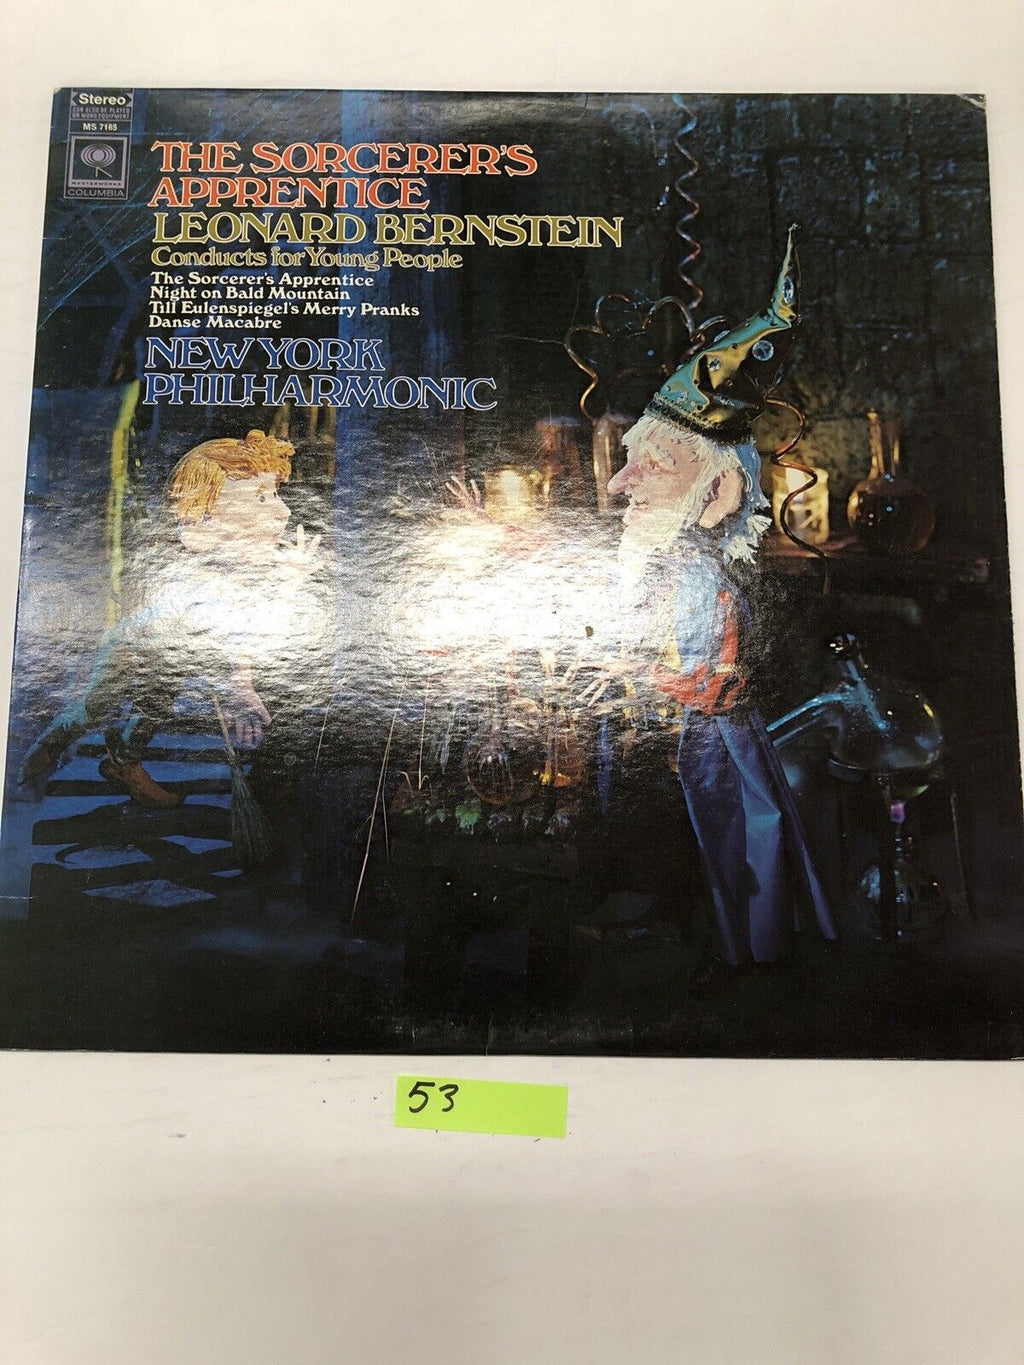 Stereo
CAN ALSO BE PLAYED
ON MONO EQUIPMENT
MS 7165
MASTERWORKS
COLUMBIA
THE SORCERER'S
APPRENTICE
LEONARD BERNSTEIN
Conducts for Young People
The Sorcerer's Apprentice
Night on Bald Mountain
Till Eulenspiegel's Merry Pranks
Danse Macabre
NEW YORK
PHILHARMONIC
53